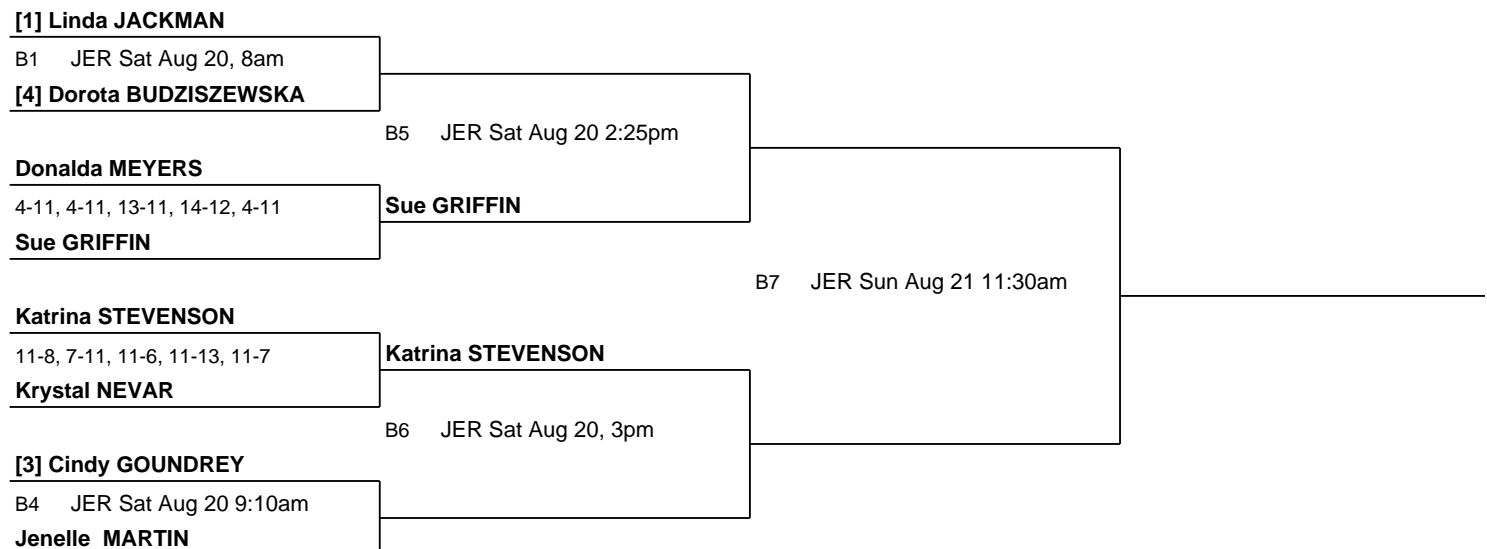 [1] Linda JACKMAN
B1 JER Sat Aug 20, 8am
[4] Dorota BUDZISZEWSKA
B5 JER Sat Aug 20 2:25pm
Donalda MEYERS
4-11, 4-11, 13-11, 14-12, 4-11
Sue GRIFFIN
Sue GRIFFIN
B7 JER Sun Aug 21 11:30am
Katrina STEVENSON
11-8, 7-11, 11-6, 11-13, 11-7
Katrina STEVENSON
Krystal NEVAR
B6 JER Sat Aug 20, 3pm
[3] Cindy GOUNDREY
B4 JER Sat Aug 20 9:10am
Jenelle MARTIN